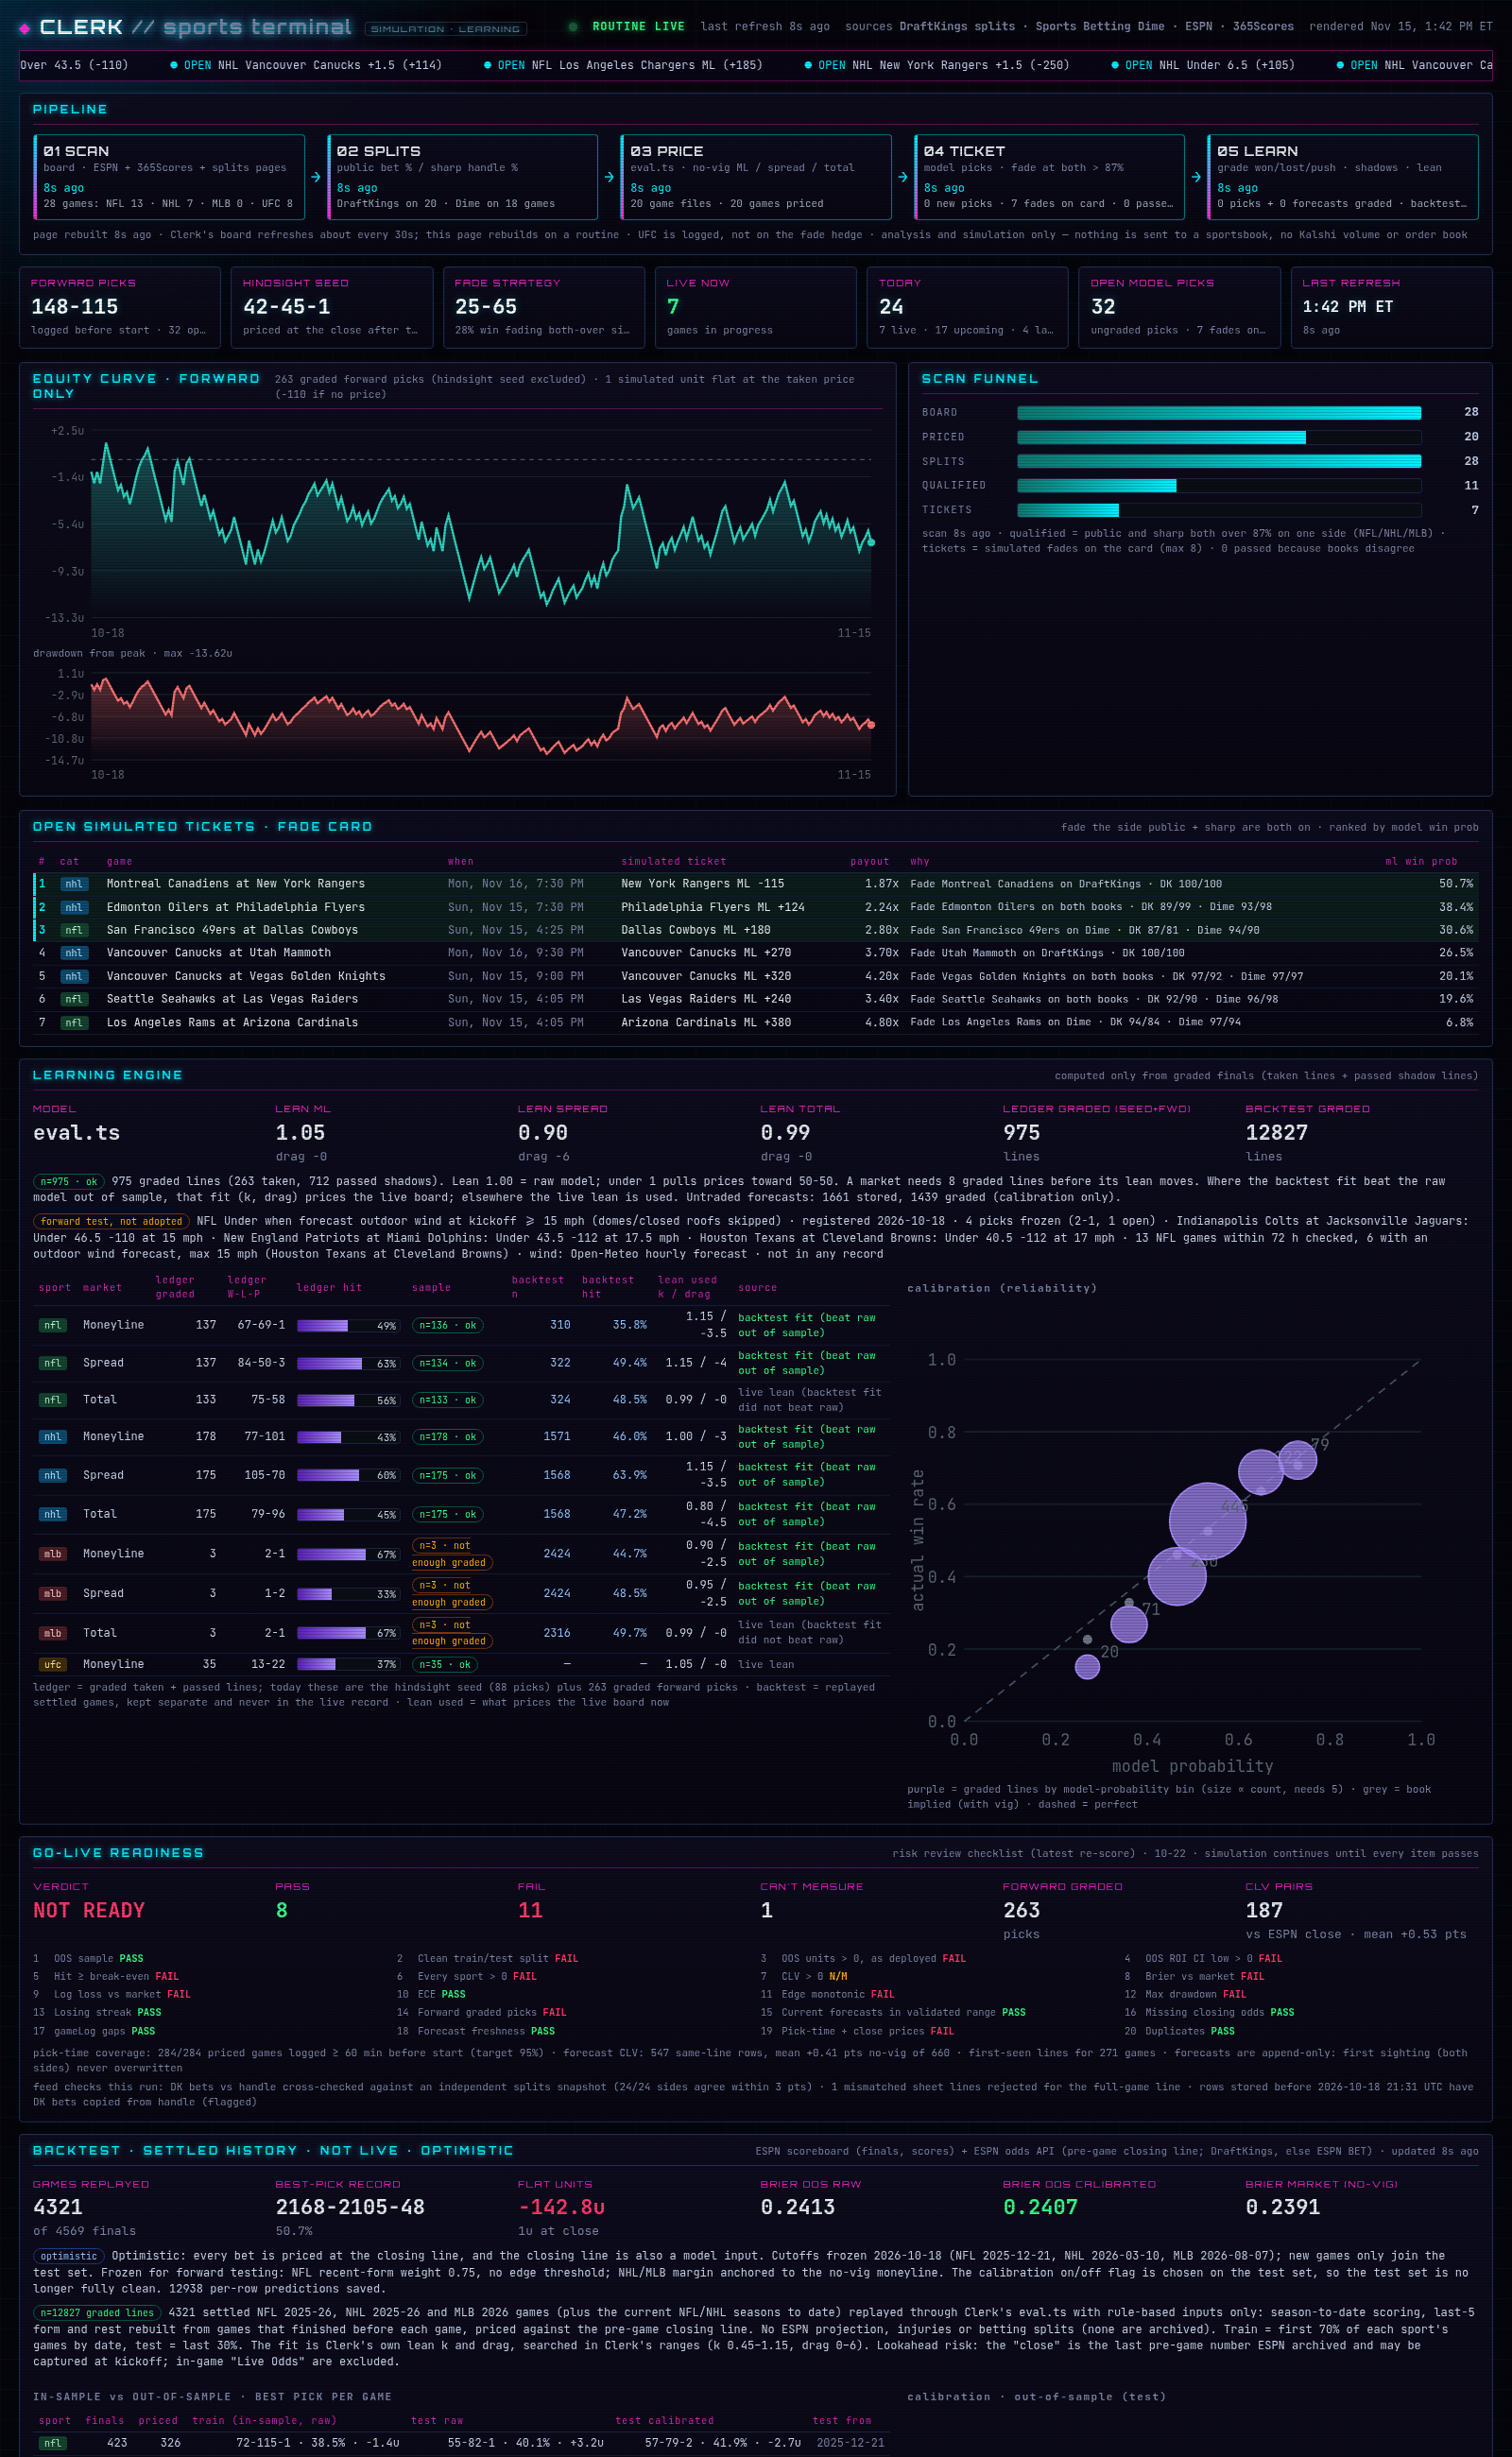 ◆ CLERK // sports terminal SIMULATION · LEARNING ● ROUTINE LIVE last refresh 8s ago sources DraftKings splits · Sports Betting Dime · ESPN · 365Scores rendered Nov 15, 1:42 PM ET
Over 43.5 (-110) ● OPEN NHL Vancouver Canucks +1.5 (+114) ● OPEN NFL Los Angeles Chargers ML (+185) ● OPEN NHL New York Rangers +1.5 (-250) ● OPEN NHL Under 6.5 (+105) ● OPEN NHL Vancouver Ca
PIPELINE
01 SCAN
board · ESPN + 365Scores + splits pages
8s ago
28 games: NFL 13 · NHL 7 · MLB 0 · UFC 8
→
02 SPLITS
public bet % / sharp handle %
8s ago
DraftKings on 20 · Dime on 18 games
→
03 PRICE
eval.ts · no-vig ML / spread / total
8s ago
20 game files · 20 games priced
→
04 TICKET
model picks · fade at both > 87%
8s ago
0 new picks · 7 fades on card · 0 passe…
→
05 LEARN
grade won/lost/push · shadows · lean
8s ago
0 picks + 0 forecasts graded · backtest…
page rebuilt 8s ago · Clerk's board refreshes about every 30s; this page rebuilds on a routine · UFC is logged, not on the fade hedge · analysis and simulation only — nothing is sent to a sportsbook, no Kalshi volume or order book
FORWARD PICKS
148-115
logged before start · 32 op…
HINDSIGHT SEED
42-45-1
priced at the close after t…
FADE STRATEGY
25-65
28% win fading both-over si…
LIVE NOW
7
games in progress
TODAY
24
7 live · 17 upcoming · 4 la…
OPEN MODEL PICKS
32
ungraded picks · 7 fades on…
LAST REFRESH
1:42 PM ET
8s ago
EQUITY CURVE · FORWARD ONLY
263 graded forward picks (hindsight seed excluded) · 1 simulated unit flat at the taken price
(-110 if no price)
+2.5u
-1.4u
-5.4u
-9.3u
-13.3u
10-18 11-15
drawdown from peak · max -13.62u
1.1u
-2.9u
-6.8u
-10.8u
-14.7u
10-18 11-15
SCAN FUNNEL
BOARD 28
PRICED 20
SPLITS 28
QUALIFIED 11
TICKETS 7
scan 8s ago · qualified = public and sharp both over 87% on one side (NFL/NHL/MLB) ·
tickets = simulated fades on the card (max 8) · 0 passed because books disagree
OPEN SIMULATED TICKETS · FADE CARD fade the side public + sharp are both on · ranked by model win prob
# cat game when simulated ticket payout why ml win prob
1 nhl Montreal Canadiens at New York Rangers Mon, Nov 16, 7:30 PM New York Rangers ML -115 1.87x Fade Montreal Canadiens on DraftKings · DK 100/100 50.7%
2 nhl Edmonton Oilers at Philadelphia Flyers Sun, Nov 15, 7:30 PM Philadelphia Flyers ML +124 2.24x Fade Edmonton Oilers on both books · DK 89/99 · Dime 93/98 38.4%
3 nfl San Francisco 49ers at Dallas Cowboys Sun, Nov 15, 4:25 PM Dallas Cowboys ML +180 2.80x Fade San Francisco 49ers on Dime · DK 87/81 · Dime 94/90 30.6%
4 nhl Vancouver Canucks at Utah Mammoth Mon, Nov 16, 9:30 PM Vancouver Canucks ML +270 3.70x Fade Utah Mammoth on DraftKings · DK 100/100 26.5%
5 nhl Vancouver Canucks at Vegas Golden Knights Sun, Nov 15, 9:00 PM Vancouver Canucks ML +320 4.20x Fade Vegas Golden Knights on both books · DK 97/92 · Dime 97/97 20.1%
6 nfl Seattle Seahawks at Las Vegas Raiders Sun, Nov 15, 4:05 PM Las Vegas Raiders ML +240 3.40x Fade Seattle Seahawks on both books · DK 92/90 · Dime 96/98 19.6%
7 nfl Los Angeles Rams at Arizona Cardinals Sun, Nov 15, 4:05 PM Arizona Cardinals ML +380 4.80x Fade Los Angeles Rams on Dime · DK 94/84 · Dime 97/94 6.8%
LEARNING ENGINE computed only from graded finals (taken lines + passed shadow lines)
MODEL
eval.ts
LEAN ML
1.05
drag -0
LEAN SPREAD
0.90
drag -6
LEAN TOTAL
0.99
drag -0
LEDGER GRADED (SEED+FWD)
975
lines
BACKTEST GRADED
12827
lines
n=975 · ok 975 graded lines (263 taken, 712 passed shadows). Lean 1.00 = raw model; under 1 pulls prices toward 50-50. A market needs 8 graded lines before its lean moves. Where the backtest fit beat the raw
model out of sample, that fit (k, drag) prices the live board; elsewhere the live lean is used. Untraded forecasts: 1661 stored, 1439 graded (calibration only).
forward test, not adopted NFL Under when forecast outdoor wind at kickoff ≥ 15 mph (domes/closed roofs skipped) · registered 2026-10-18 · 4 picks frozen (2-1, 1 open) · Indianapolis Colts at Jacksonville Jaguars:
Under 46.5 -110 at 15 mph · New England Patriots at Miami Dolphins: Under 43.5 -112 at 17.5 mph · Houston Texans at Cleveland Browns: Under 40.5 -112 at 17 mph · 13 NFL games within 72 h checked, 6 with an
outdoor wind forecast, max 15 mph (Houston Texans at Cleveland Browns) · wind: Open-Meteo hourly forecast · not in any record
sport market ledger graded ledger W-L-P ledger hit sample backtest n backtest hit lean used k / drag source
nfl Moneyline 137 67-69-1 49% n=136 · ok 310 35.8% 1.15 / -3.5 backtest fit (beat raw out of sample)
nfl Spread 137 84-50-3 63% n=134 · ok 322 49.4% 1.15 / -4 backtest fit (beat raw out of sample)
nfl Total 133 75-58 56% n=133 · ok 324 48.5% 0.99 / -0 live lean (backtest fit did not beat raw)
nhl Moneyline 178 77-101 43% n=178 · ok 1571 46.0% 1.00 / -3 backtest fit (beat raw out of sample)
nhl Spread 175 105-70 60% n=175 · ok 1568 63.9% 1.15 / -3.5 backtest fit (beat raw out of sample)
nhl Total 175 79-96 45% n=175 · ok 1568 47.2% 0.80 / -4.5 backtest fit (beat raw out of sample)
mlb Moneyline 3 2-1 67% n=3 · not enough graded 2424 44.7% 0.90 / -2.5 backtest fit (beat raw out of sample)
mlb Spread 3 1-2 33% n=3 · not enough graded 2424 48.5% 0.95 / -2.5 backtest fit (beat raw out of sample)
mlb Total 3 2-1 67% n=3 · not enough graded 2316 49.7% 0.99 / -0 live lean (backtest fit did not beat raw)
ufc Moneyline 35 13-22 37% n=35 · ok — — 1.05 / -0 live lean
ledger = graded taken + passed lines; today these are the hindsight seed (88 picks) plus 263 graded forward picks · backtest = replayed
settled games, kept separate and never in the live record · lean used = what prices the live board now
calibration (reliability)
1.0
0.8
0.6
0.4
0.2
0.0
actual win rate
79
445
71
20
0.0 0.2 0.4 0.6 0.8 1.0
model probability
purple = graded lines by model-probability bin (size ∝ count, needs 5) · grey = book
implied (with vig) · dashed = perfect
GO-LIVE READINESS risk review checklist (latest re-score) · 10-22 · simulation continues until every item passes
VERDICT
NOT READY
PASS
8
FAIL
11
CAN'T MEASURE
1
FORWARD GRADED
263
picks
CLV PAIRS
187
vs ESPN close · mean +0.53 pts
1 OOS sample PASS 2 Clean train/test split FAIL 3 OOS units > 0, as deployed FAIL 4 OOS ROI CI low > 0 FAIL
5 Hit ≥ break-even FAIL 6 Every sport > 0 FAIL 7 CLV > 0 N/M 8 Brier vs market FAIL
9 Log loss vs market FAIL 10 ECE PASS 11 Edge monotonic FAIL 12 Max drawdown FAIL
13 Losing streak PASS 14 Forward graded picks FAIL 15 Current forecasts in validated range PASS 16 Missing closing odds PASS
17 gameLog gaps PASS 18 Forecast freshness PASS 19 Pick-time + close prices FAIL 20 Duplicates PASS
pick-time coverage: 284/284 priced games logged ≥ 60 min before start (target 95%) · forecast CLV: 547 same-line rows, mean +0.41 pts no-vig of 660 · first-seen lines for 271 games · forecasts are append-only: first sighting (both
sides) never overwritten
feed checks this run: DK bets vs handle cross-checked against an independent splits snapshot (24/24 sides agree within 3 pts) · 1 mismatched sheet lines rejected for the full-game line · rows stored before 2026-10-18 21:31 UTC have
DK bets copied from handle (flagged)
BACKTEST · SETTLED HISTORY · NOT LIVE · OPTIMISTIC ESPN scoreboard (finals, scores) + ESPN odds API (pre-game closing line; DraftKings, else ESPN BET) · updated 8s ago
GAMES REPLAYED
4321
of 4569 finals
BEST-PICK RECORD
2168-2105-48
50.7%
FLAT UNITS
-142.8u
1u at close
BRIER OOS RAW
0.2413
BRIER OOS CALIBRATED
0.2407
BRIER MARKET (NO-VIG)
0.2391
optimistic Optimistic: every bet is priced at the closing line, and the closing line is also a model input. Cutoffs frozen 2026-10-18 (NFL 2025-12-21, NHL 2026-03-10, MLB 2026-08-07); new games only join the
test set. Frozen for forward testing: NFL recent-form weight 0.75, no edge threshold; NHL/MLB margin anchored to the no-vig moneyline. The calibration on/off flag is chosen on the test set, so the test set is no
longer fully clean. 12938 per-row predictions saved.
n=12827 graded lines 4321 settled NFL 2025-26, NHL 2025-26 and MLB 2026 games (plus the current NFL/NHL seasons to date) replayed through Clerk's eval.ts with rule-based inputs only: season-to-date scoring, last-5
form and rest rebuilt from games that finished before each game, priced against the pre-game closing line. No ESPN projection, injuries or betting splits (none are archived). Train = first 70% of each sport's
games by date, test = last 30%. The fit is Clerk's own lean k and drag, searched in Clerk's ranges (k 0.45–1.15, drag 0–6). Lookahead risk: the "close" is the last pre-game number ESPN archived and may be
captured at kickoff; in-game "Live Odds" are excluded.
IN-SAMPLE vs OUT-OF-SAMPLE · BEST PICK PER GAME
calibration · out-of-sample (test)
sport finals priced train (in-sample, raw) test raw test calibrated test from
nfl 423 326 72-115-1 · 38.5% · -1.4u 55-82-1 · 40.1% · +3.2u 57-79-2 · 41.9% · -2.7u 2025-12-21